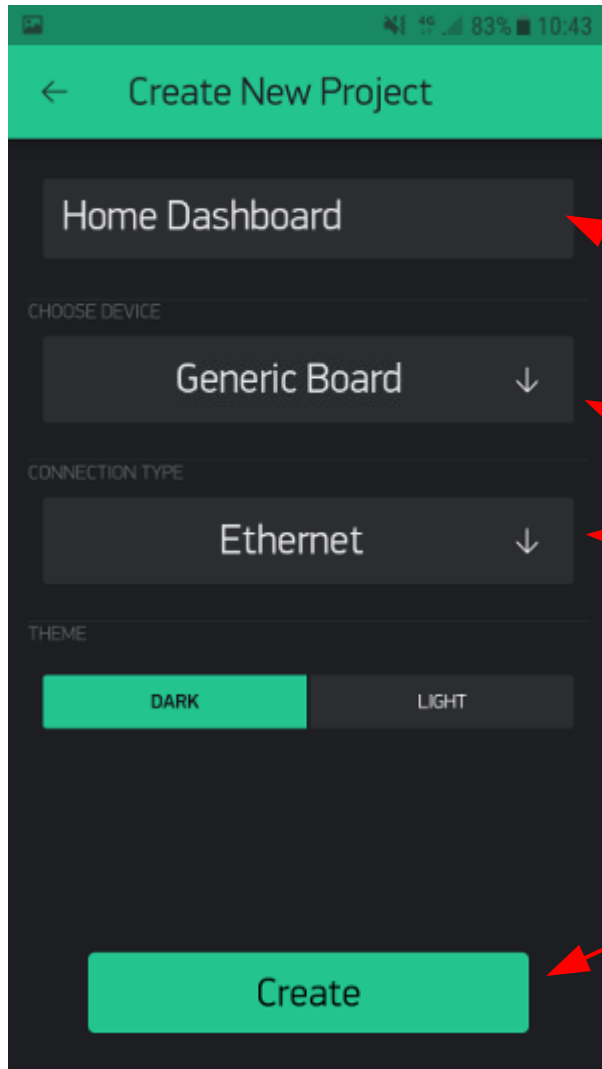 4G 83% 10:43
Create New Project
Home Dashboard
CHOOSE DEVICE
Generic Board
CONNECTION TYPE
Ethernet
THEME
DARK LIGHT
Create